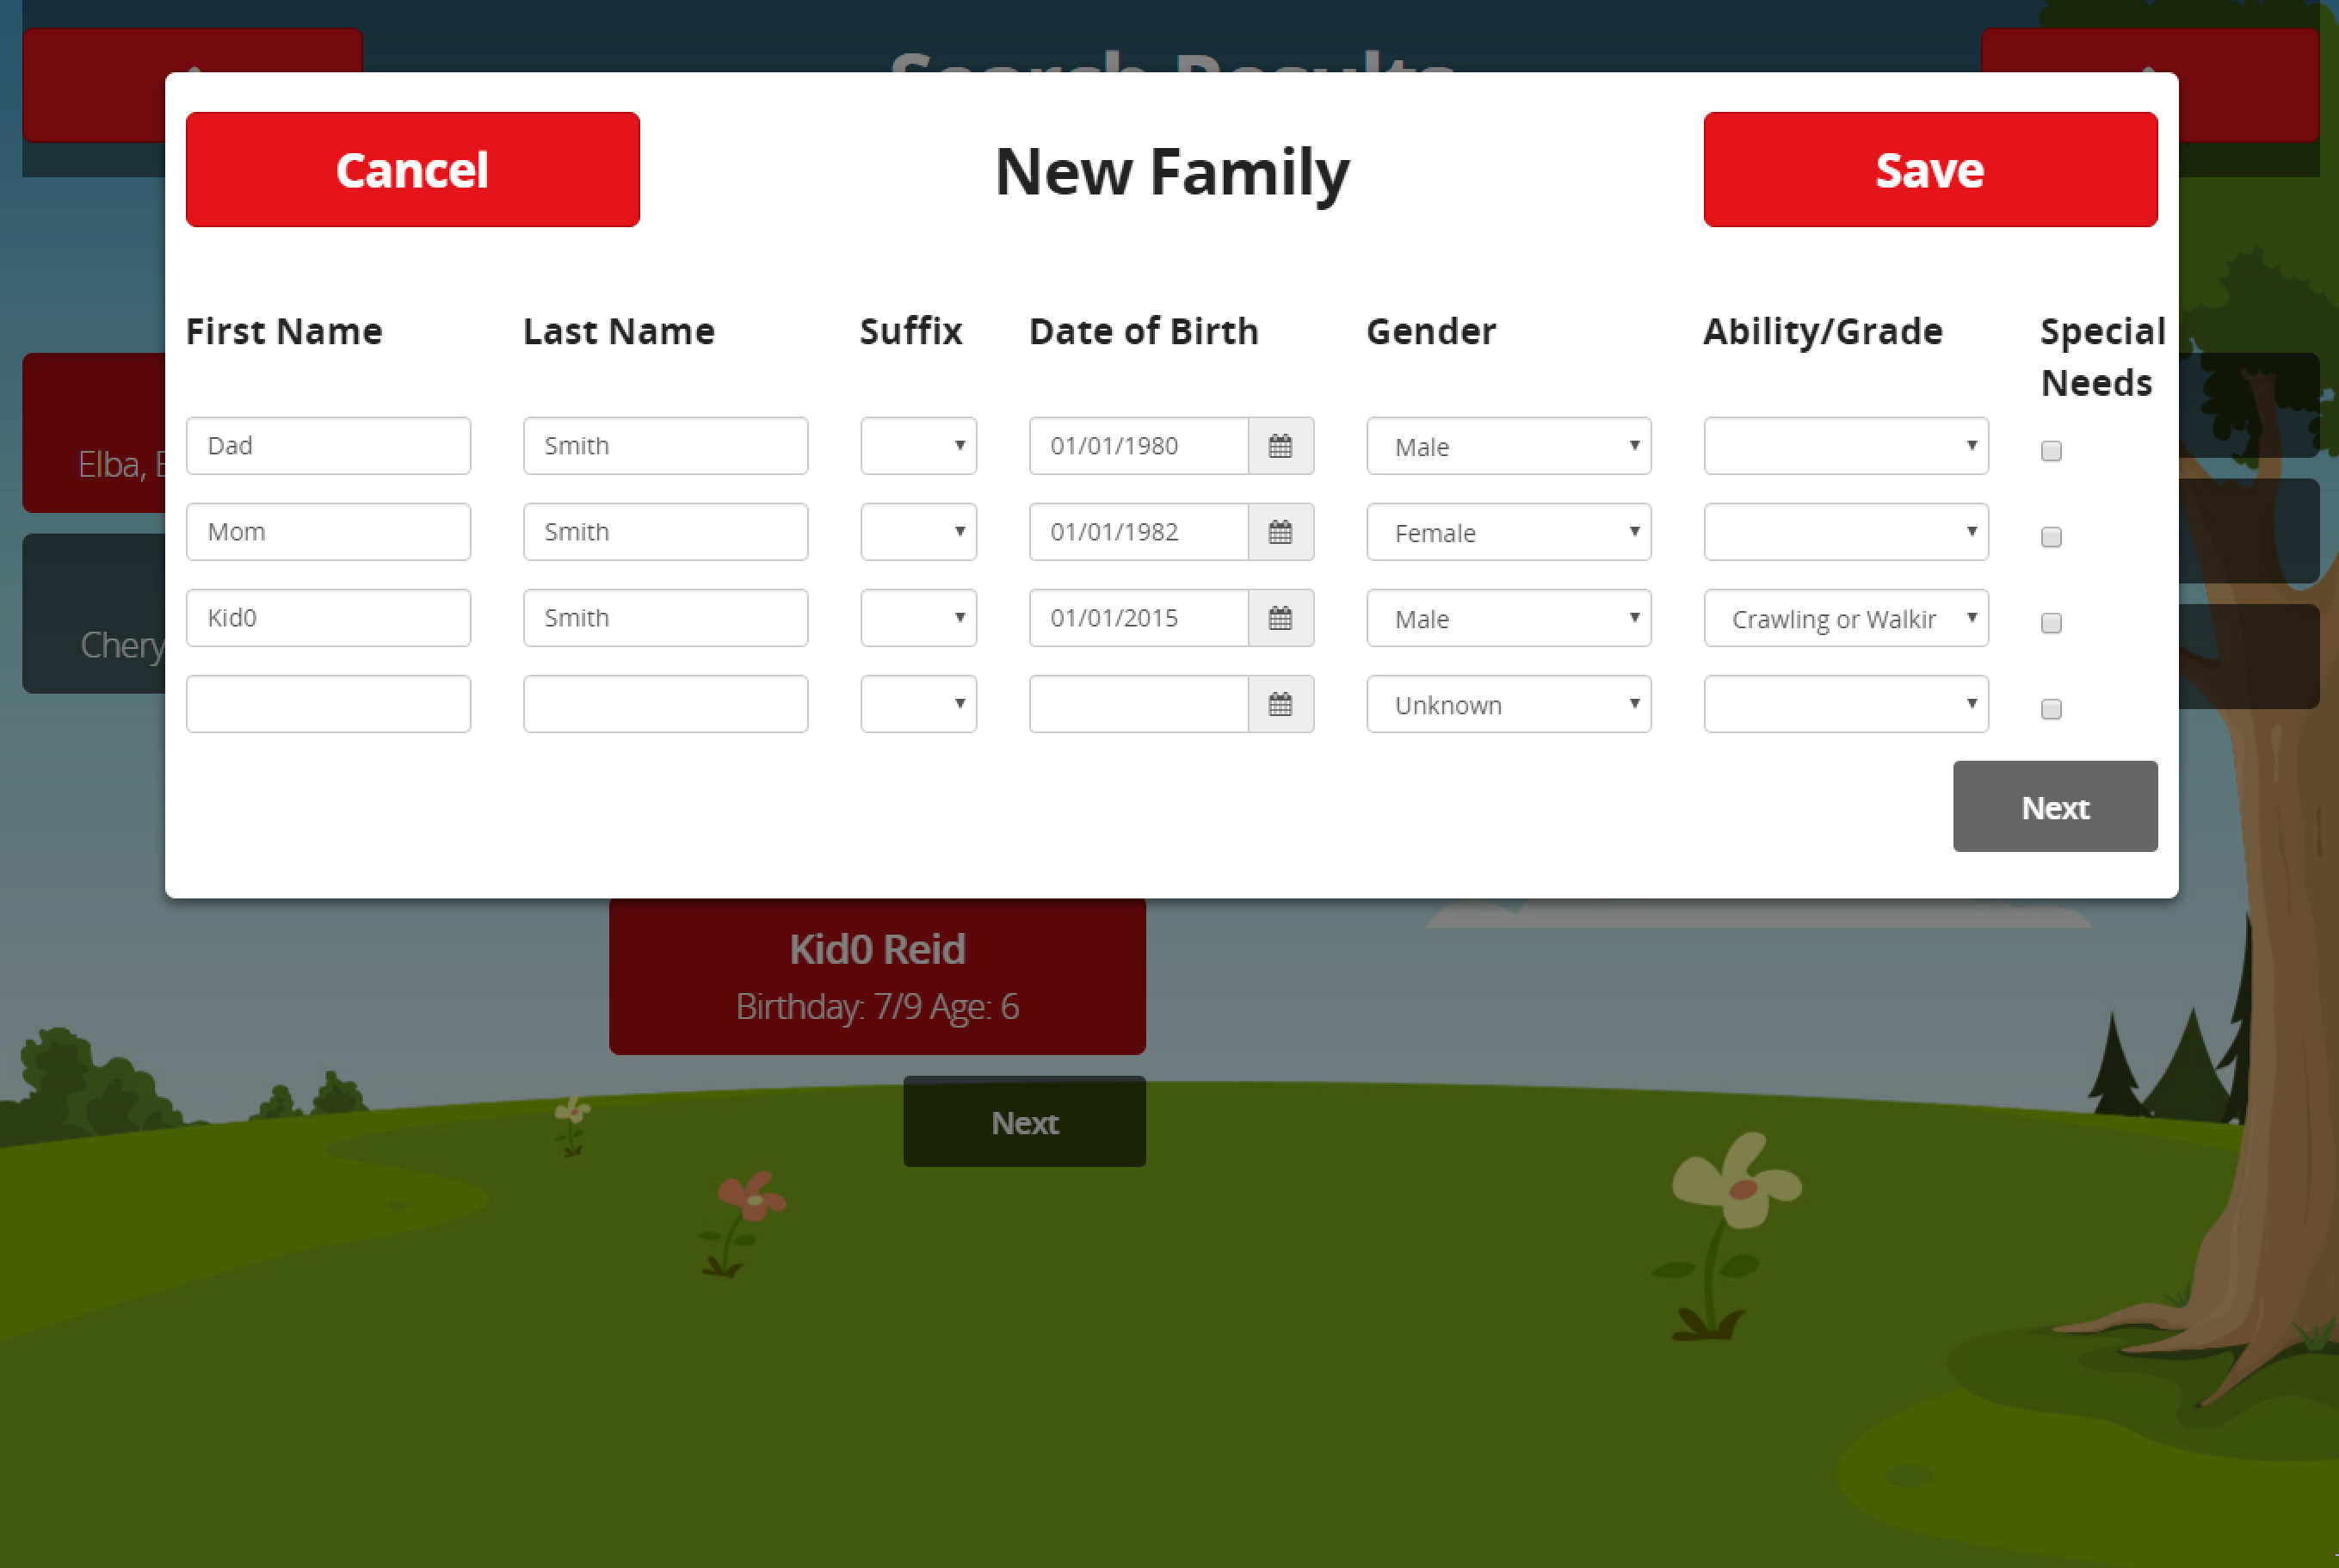 Search Results
Cancel
New Family
Save
First Name Last Name Suffix Date of Birth Gender Ability/Grade Special Needs
Dad Smith 01/01/1980 Male
Mom Smith 01/01/1982 Female
Kid0 Smith 01/01/2015 Male Crawling or Walkin
Unknown
Next
Elba, E
Chery
Kid0 Reid
Birthday: 7/9 Age: 6
Next